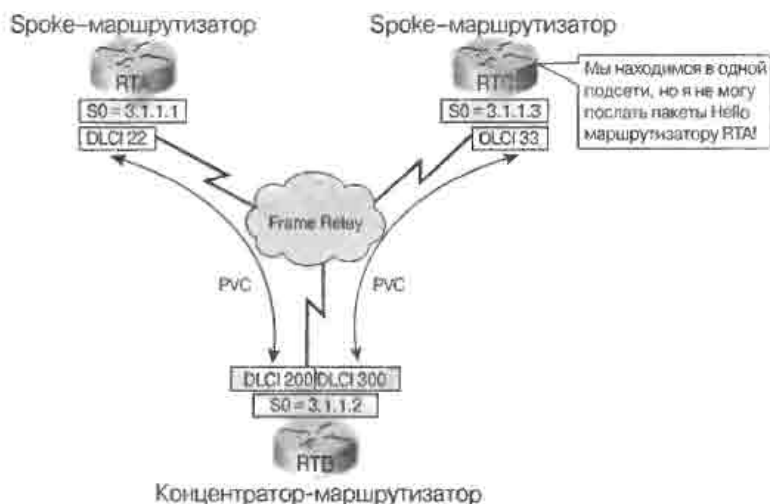 Spoke–маршрутизатор
Spoke–маршрутизатор
RTA
RTC
S0 = 3.1.1.1
DLCI 22
S0 = 3.1.1.3
OLCI 33
Мы находимся в одной
подсети, но я не могу
послать пакеты Hello
маршрутизатору RTA!
Frame Relay
PVC
PVC
DLCI 200
DLCI 300
S0 = 3.1.1.2
RTB
Концентратор-маршрутизатор